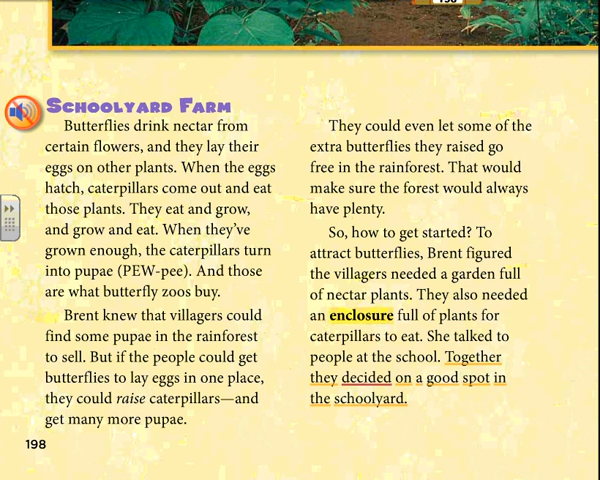 Schoolyard Farm
Butterflies drink nectar from
certain flowers, and they lay their
eggs on other plants. When the eggs
hatch, caterpillars come out and eat
those plants. They eat and grow,
and grow and eat. When they've
grown enough, the caterpillars turn
into pupae (PEW-pee). And those
are what butterfly zoos buy.
Brent knew that villagers could
find some pupae in the rainforest
to sell. But if the people could get
butterflies to lay eggs in one place,
they could raise caterpillars—and
get many more pupae.
They could even let some of the
extra butterflies they raised go
free in the rainforest. That would
make sure the forest would always
have plenty.
So, how to get started? To
attract butterflies, Brent figured
the villagers needed a garden full
of nectar plants. They also needed
an enclosure full of plants for
caterpillars to eat. She talked to
people at the school. Together
they decided on a good spot in
the schoolyard.
198